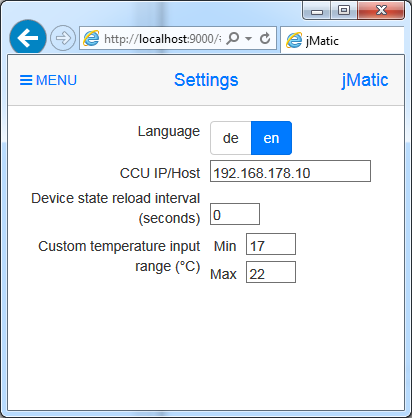 http://localhost:9000/
jMatic
MENU
Settings
jMatic
Language
de
en
CCU IP/Host
192.168.178.10
Device state reload interval
(seconds)
0
Custom temperature input
range (°C)
Min
17
Max
22